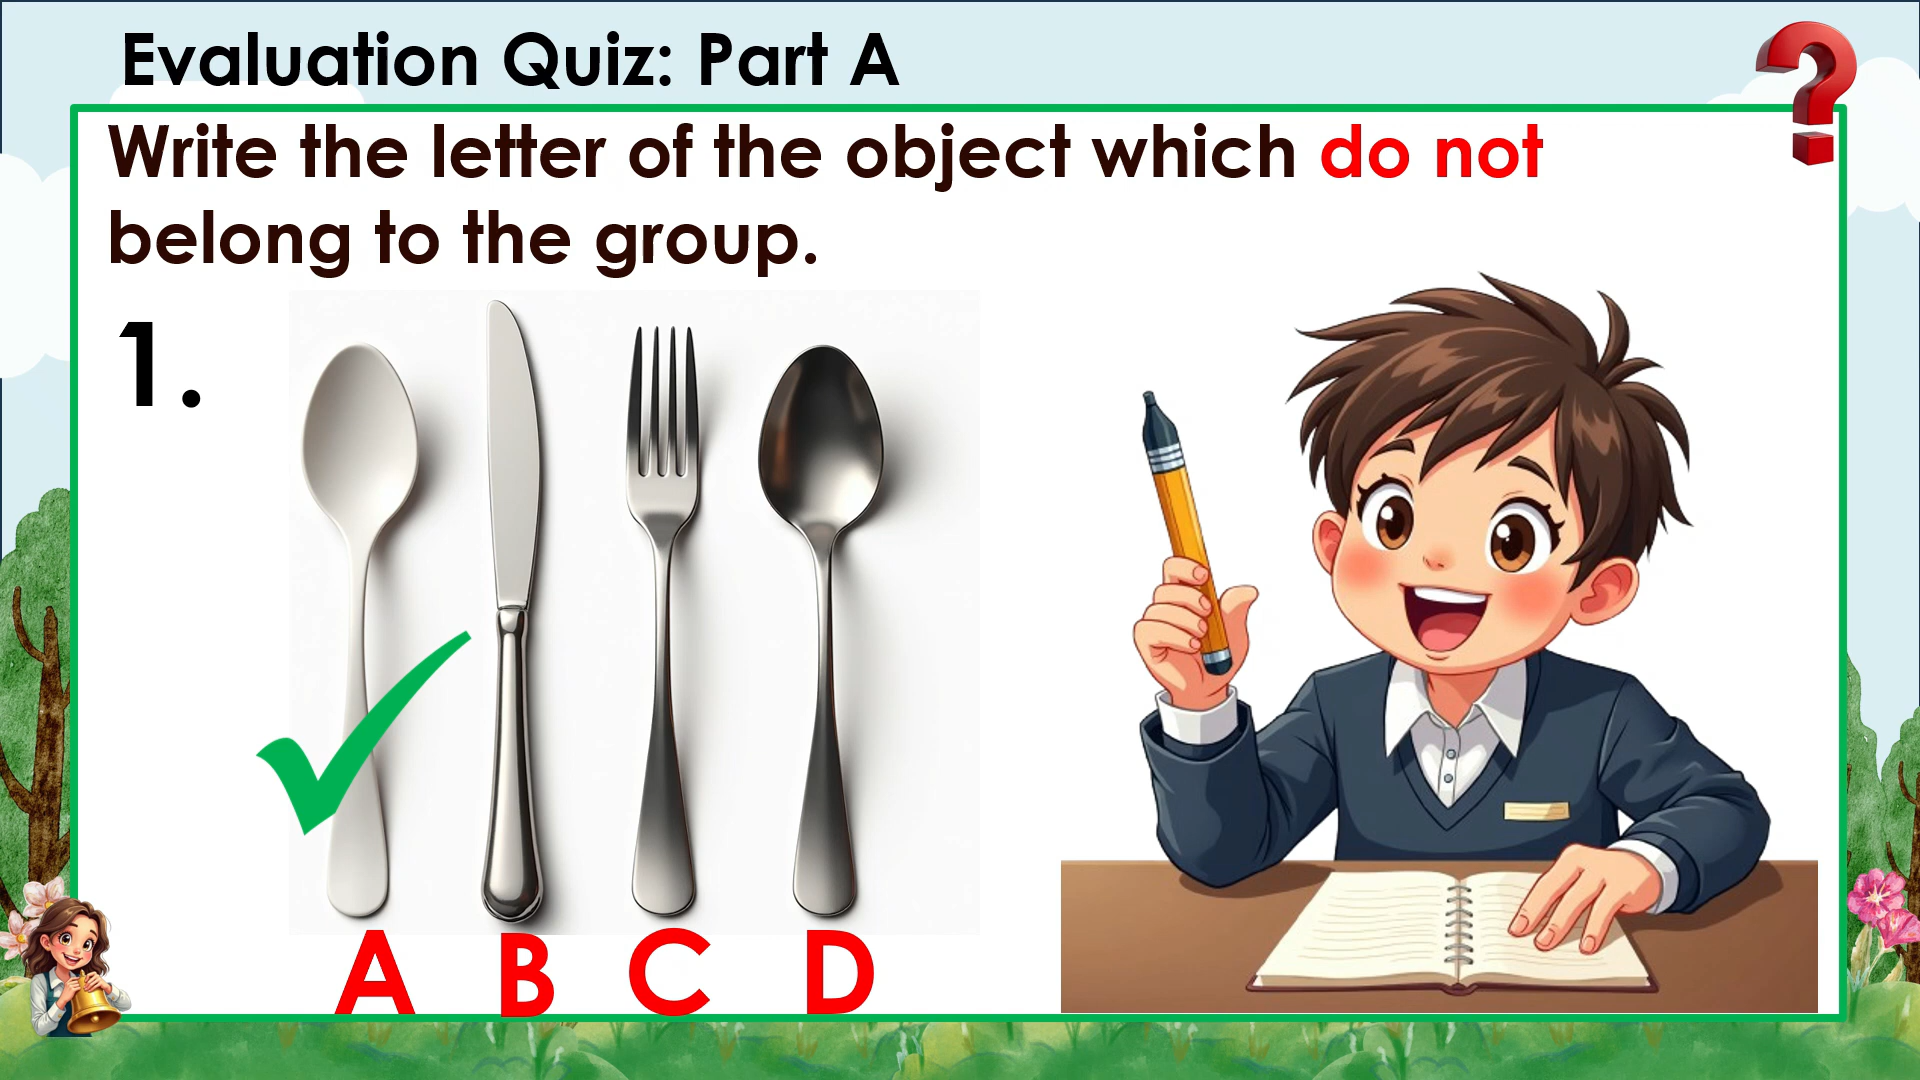 Evaluation Quiz: Part A
Write the letter of the object which do not
belong to the group.
1.
A B C D